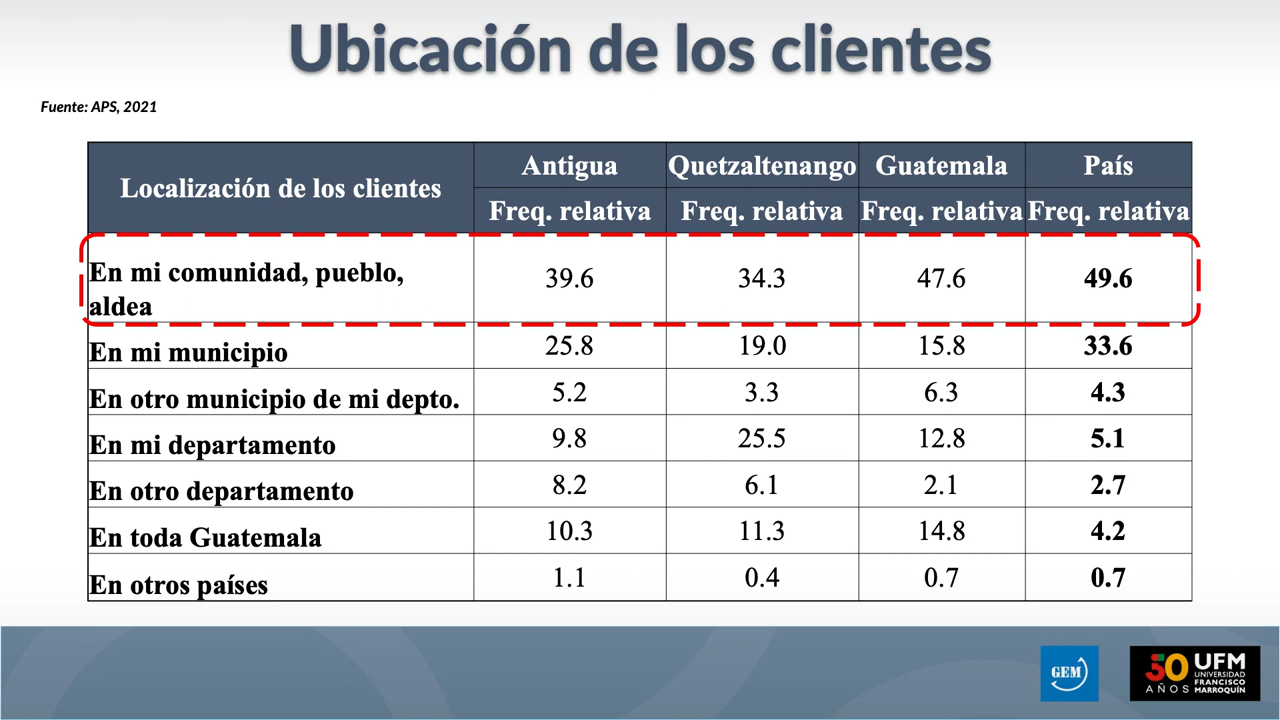 Ubicación de los clientes
Fuente: APS, 2021
Localización de los clientes
Antigua Quetzaltenango Guatemala País
Freq. relativa Freq. relativa Freq. relativa Freq. relativa
En mi comunidad, pueblo,
aldea
39.6 34.3 47.6 49.6
En mi municipio 25.8 19.0 15.8 33.6
En otro municipio de mi depto. 5.2 3.3 6.3 4.3
En mi departamento 9.8 25.5 12.8 5.1
En otro departamento 8.2 6.1 2.1 2.7
En toda Guatemala 10.3 11.3 14.8 4.2
En otros países 1.1 0.4 0.7 0.7
GEM
50 AÑOS
UFM
UNIVERSIDAD
FRANCISCO
MARROQUÍN